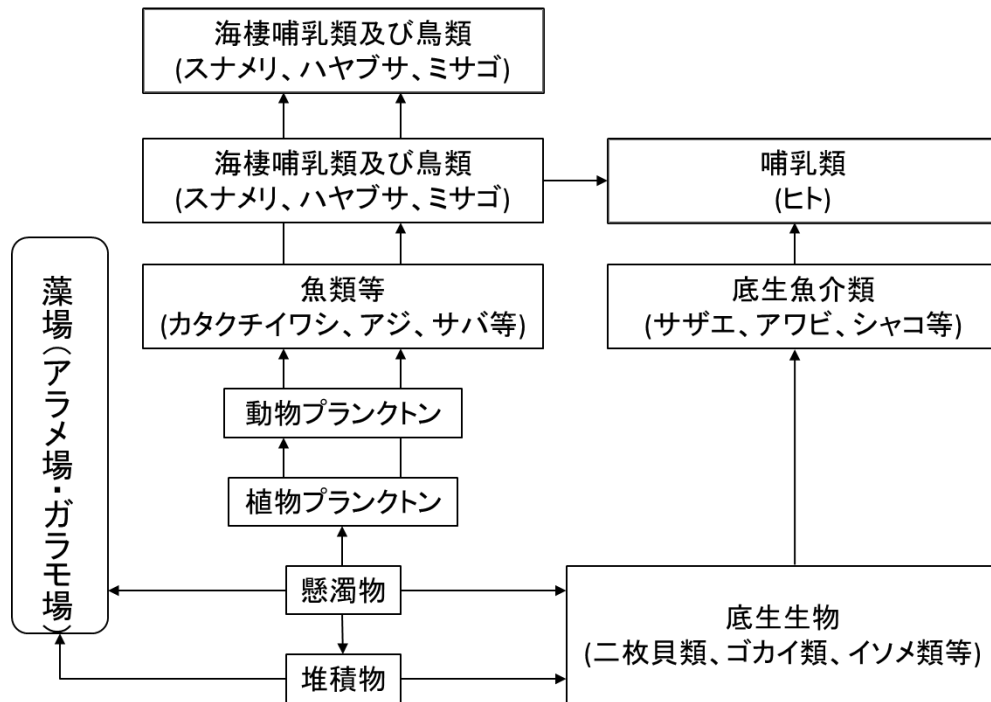 海棲哺乳類及び鳥類
(スナメリ、ハヤブサ、ミサゴ)
海棲哺乳類及び鳥類
(スナメリ、ハヤブサ、ミサゴ)
哺乳類
(ヒト)
藻場(アラメ場・ガラモ場)
魚類等
(カタクチイワシ、アジ、サバ等)
底生魚介類
(サザエ、アワビ、シャコ等)
動物プランクトン
植物プランクトン
懸濁物
底生生物
(二枚貝類、ゴカイ類、イソメ類等)
堆積物